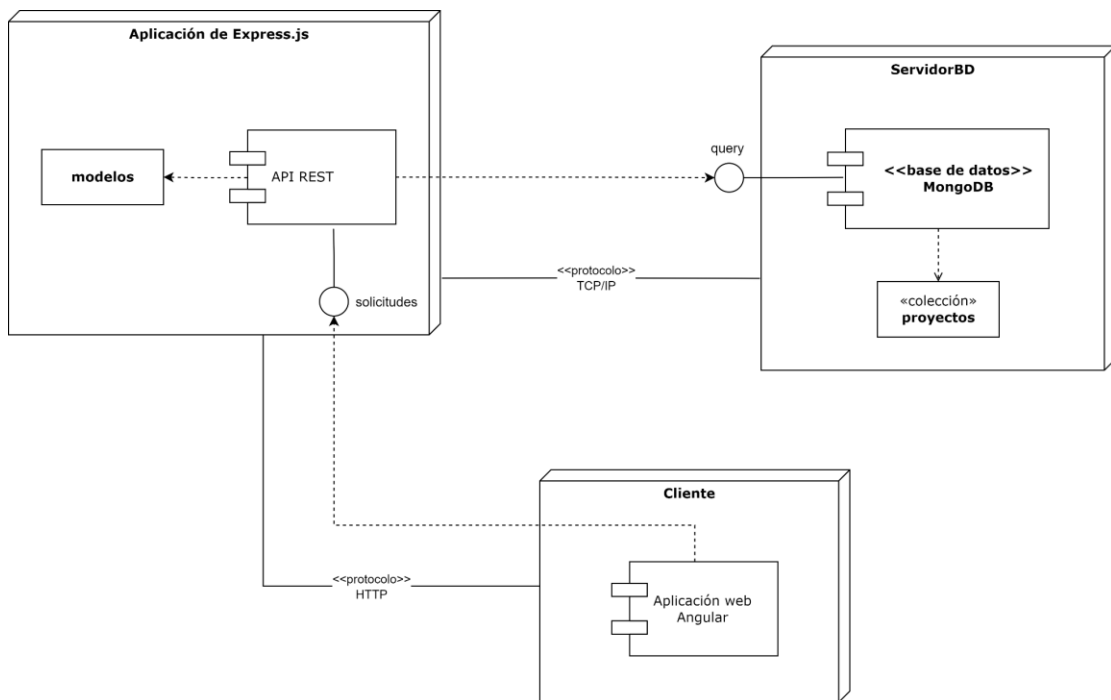 Aplicación de Express.js
modelos
API REST
solicitudes
query
ServidorBD
<<base de datos>>
MongoDB
«colección»
proyectos
<<protocolo>>
TCP/IP
<<protocolo>>
HTTP
Cliente
Aplicación web
Angular